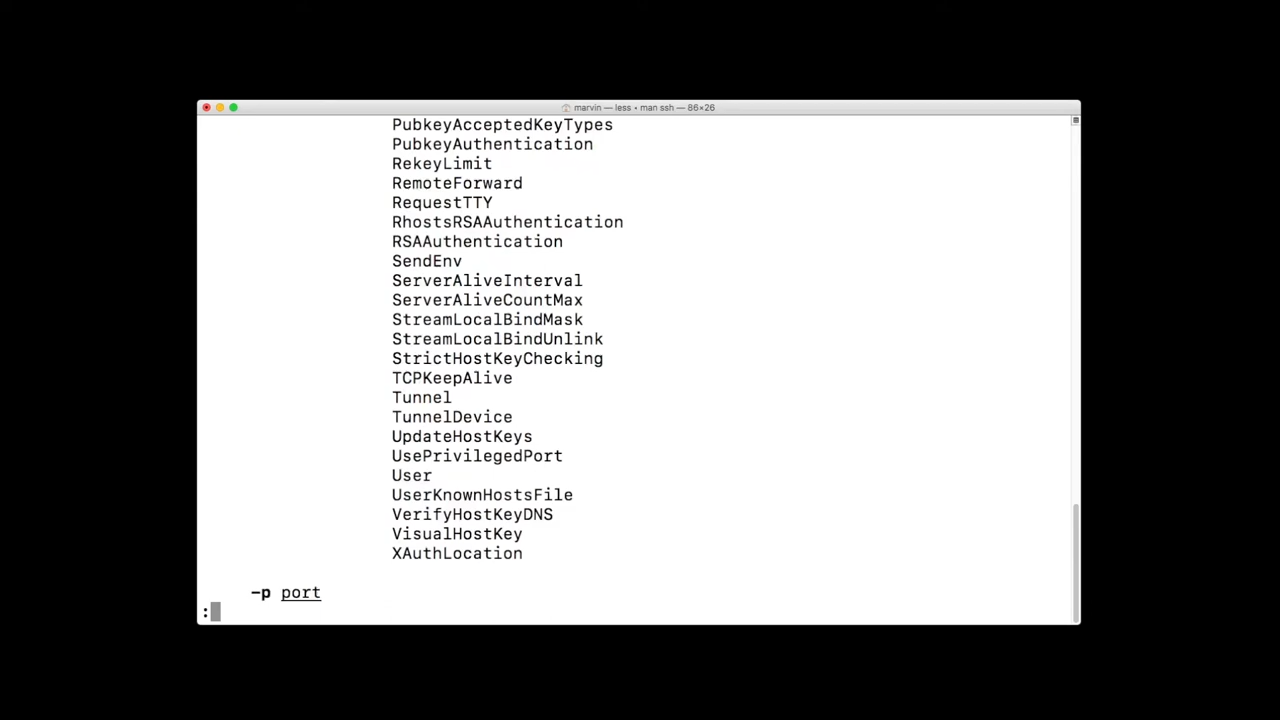 marvin — less • man ssh — 86×26
PubkeyAcceptedKeyTypes
PubkeyAuthentication
RekeyLimit
RemoteForward
RequestTTY
RhostsRSAAuthentication
RSAAuthentication
SendEnv
ServerAliveInterval
ServerAliveCountMax
StreamLocalBindMask
StreamLocalBindUnlink
StrictHostKeyChecking
TCPKeepAlive
Tunnel
TunnelDevice
UpdateHostKeys
UsePrivilegedPort
User
UserKnownHostsFile
VerifyHostKeyDNS
VisualHostKey
XAuthLocation
-p port
: